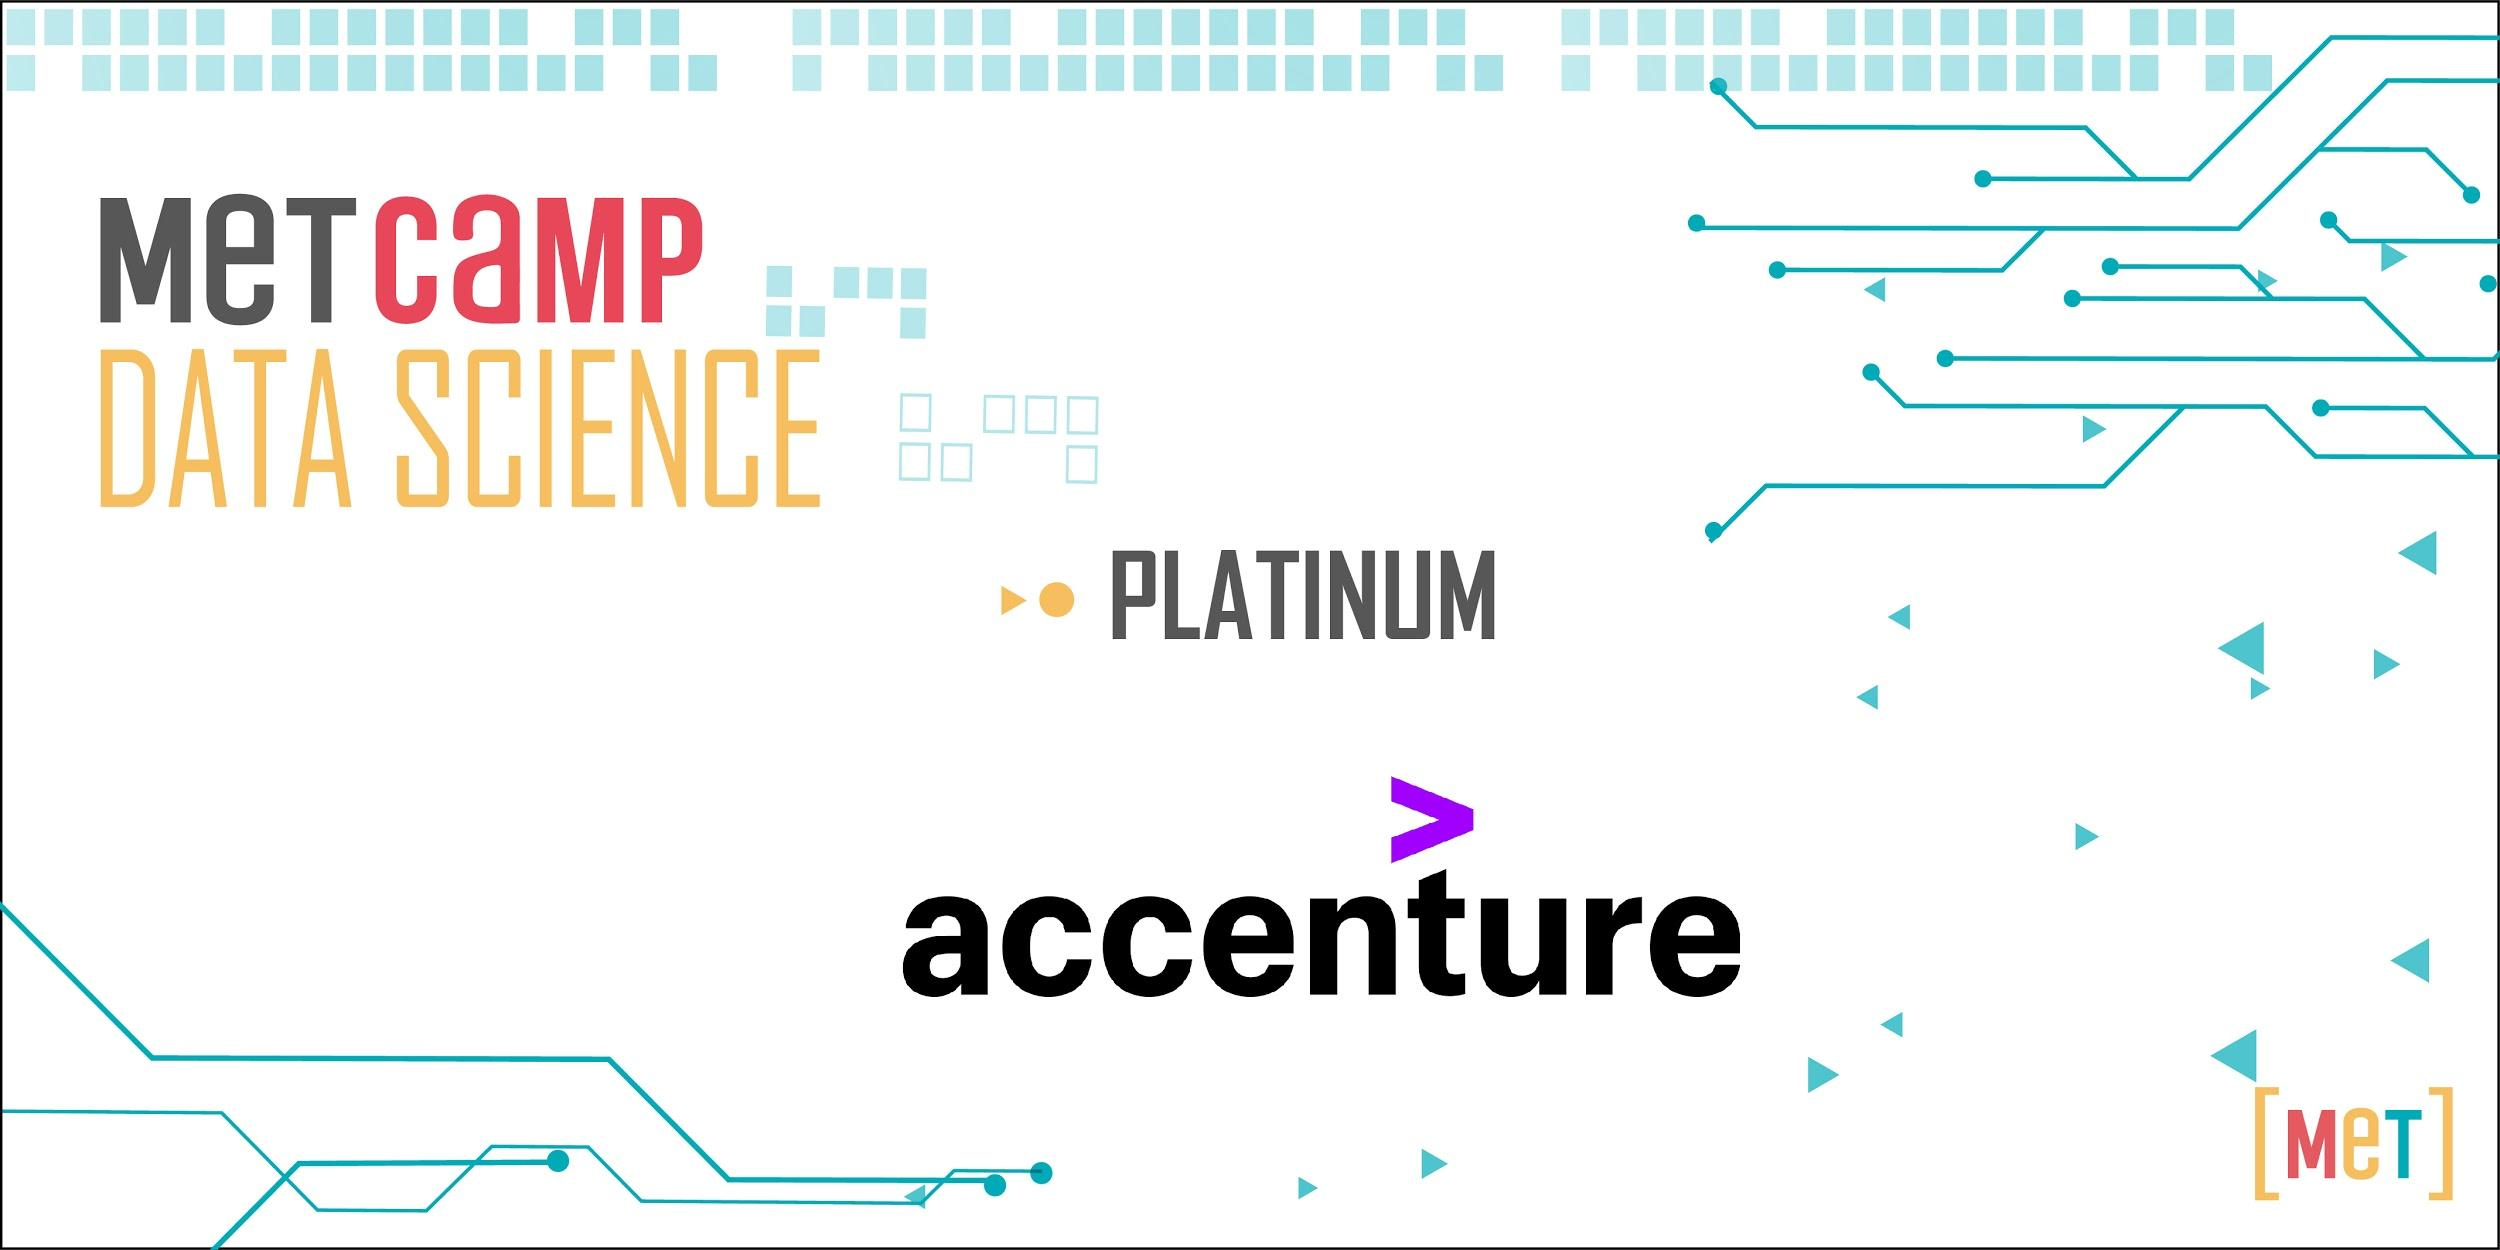 MeTCaMP
DATA SCIENCE
PLATINUM
>
accenture
[MeT]